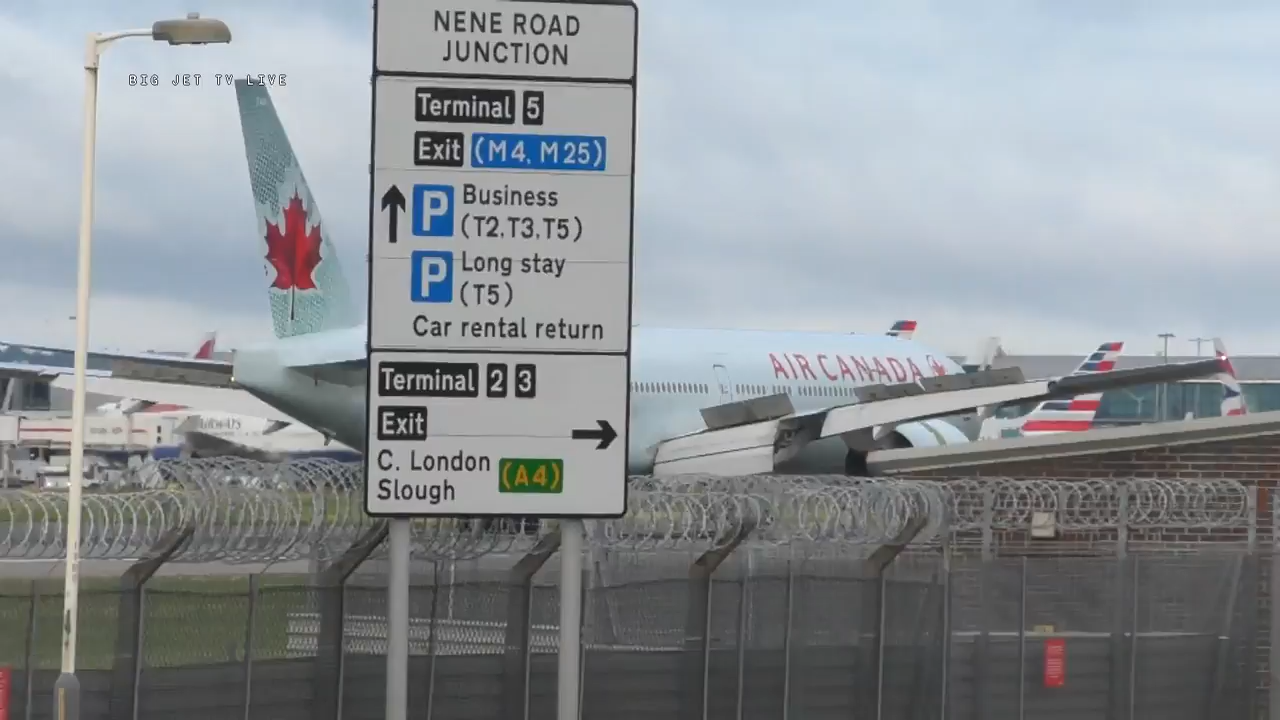 BIG JET TV LIVE
NENE ROAD
JUNCTION
Terminal 5
Exit (M4, M25)
P Business
(T2,T3,T5)
P Long stay
(T5)
Car rental return
Terminal 2 3
Exit
C. London (A4)
Slough
AIR CANADA